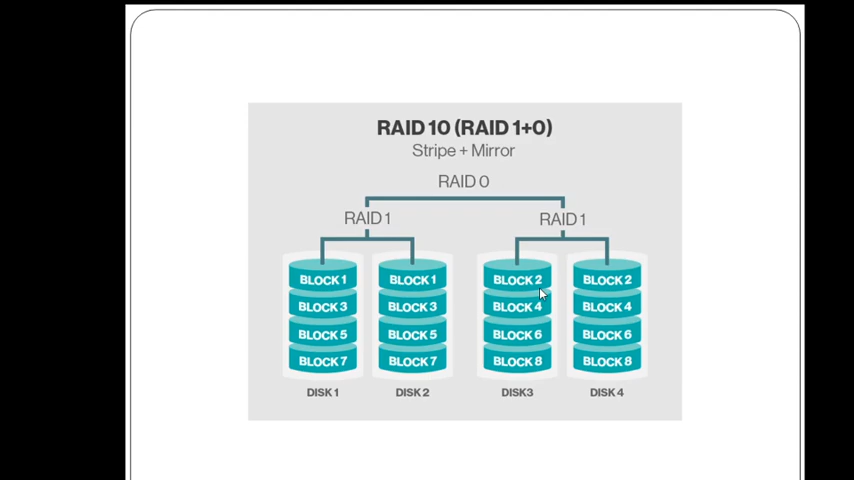 RAID 10 (RAID 1+0)
Stripe + Mirror
RAID 0
RAID 1 RAID 1
BLOCK 1 BLOCK 1 BLOCK 2 BLOCK 2
BLOCK 3 BLOCK 3 BLOCK 4 BLOCK 4
BLOCK 5 BLOCK 5 BLOCK 6 BLOCK 6
BLOCK 7 BLOCK 7 BLOCK 8 BLOCK 8
DISK 1 DISK 2 DISK3 DISK 4